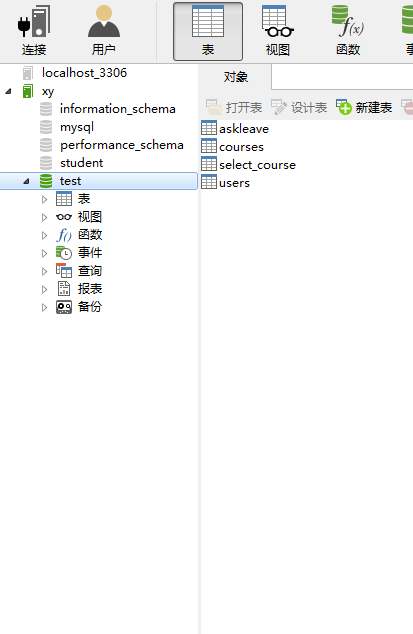 连接 用户 表 视图 函数 事
localhost_3306
xy
information_schema
mysql
performance_schema
student
test
表
视图
函数
事件
查询
报表
备份
对象
打开表 设计表 新建表
askleave
courses
select_course
users